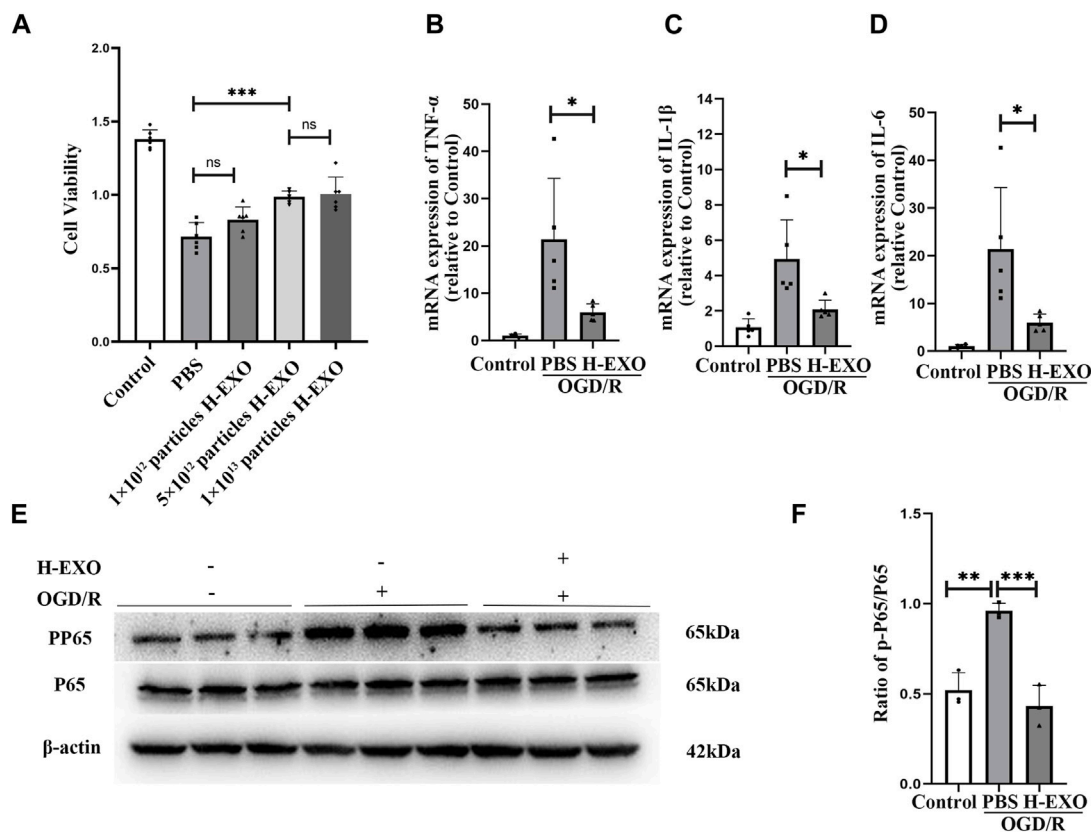 A
Cell Viability
2.0
1.5
1.0
0.5
0.0
***
ns
ns
Control
PBS
1×10¹² particles H-EXO
5×10¹² particles H-EXO
1×10¹³ particles H-EXO
B
mRNA expression of TNF-α
(relative to Control)
50
40
30
20
10
0
*
Control PBS H-EXO
OGD/R
C
mRNA expression of IL-1β
(relative to Control)
14
12
10
8
6
4
2
0
*
Control PBS H-EXO
OGD/R
D
mRNA expression of IL-6
(relative to Control)
50
40
30
20
10
0
*
Control PBS H-EXO
OGD/R
E
H-EXO - - +
OGD/R - + +
PP65 65kDa
P65 65kDa
β-actin 42kDa
F
Ratio of p-P65/P65
1.5
1.0
0.5
0.0
** ***
Control PBS H-EXO
OGD/R